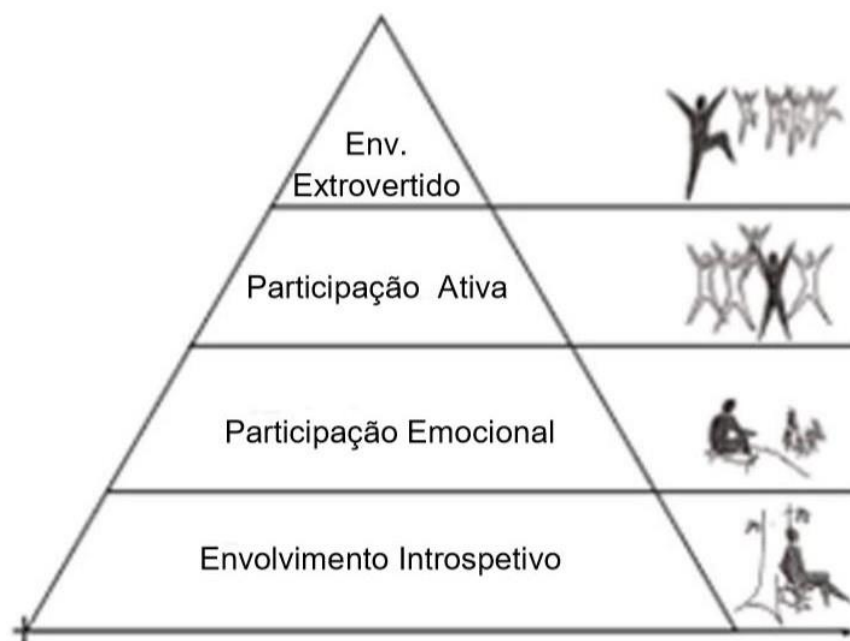 Env.
Extrovertido
Participação Ativa
Participação Emocional
Envolvimento Introspetivo